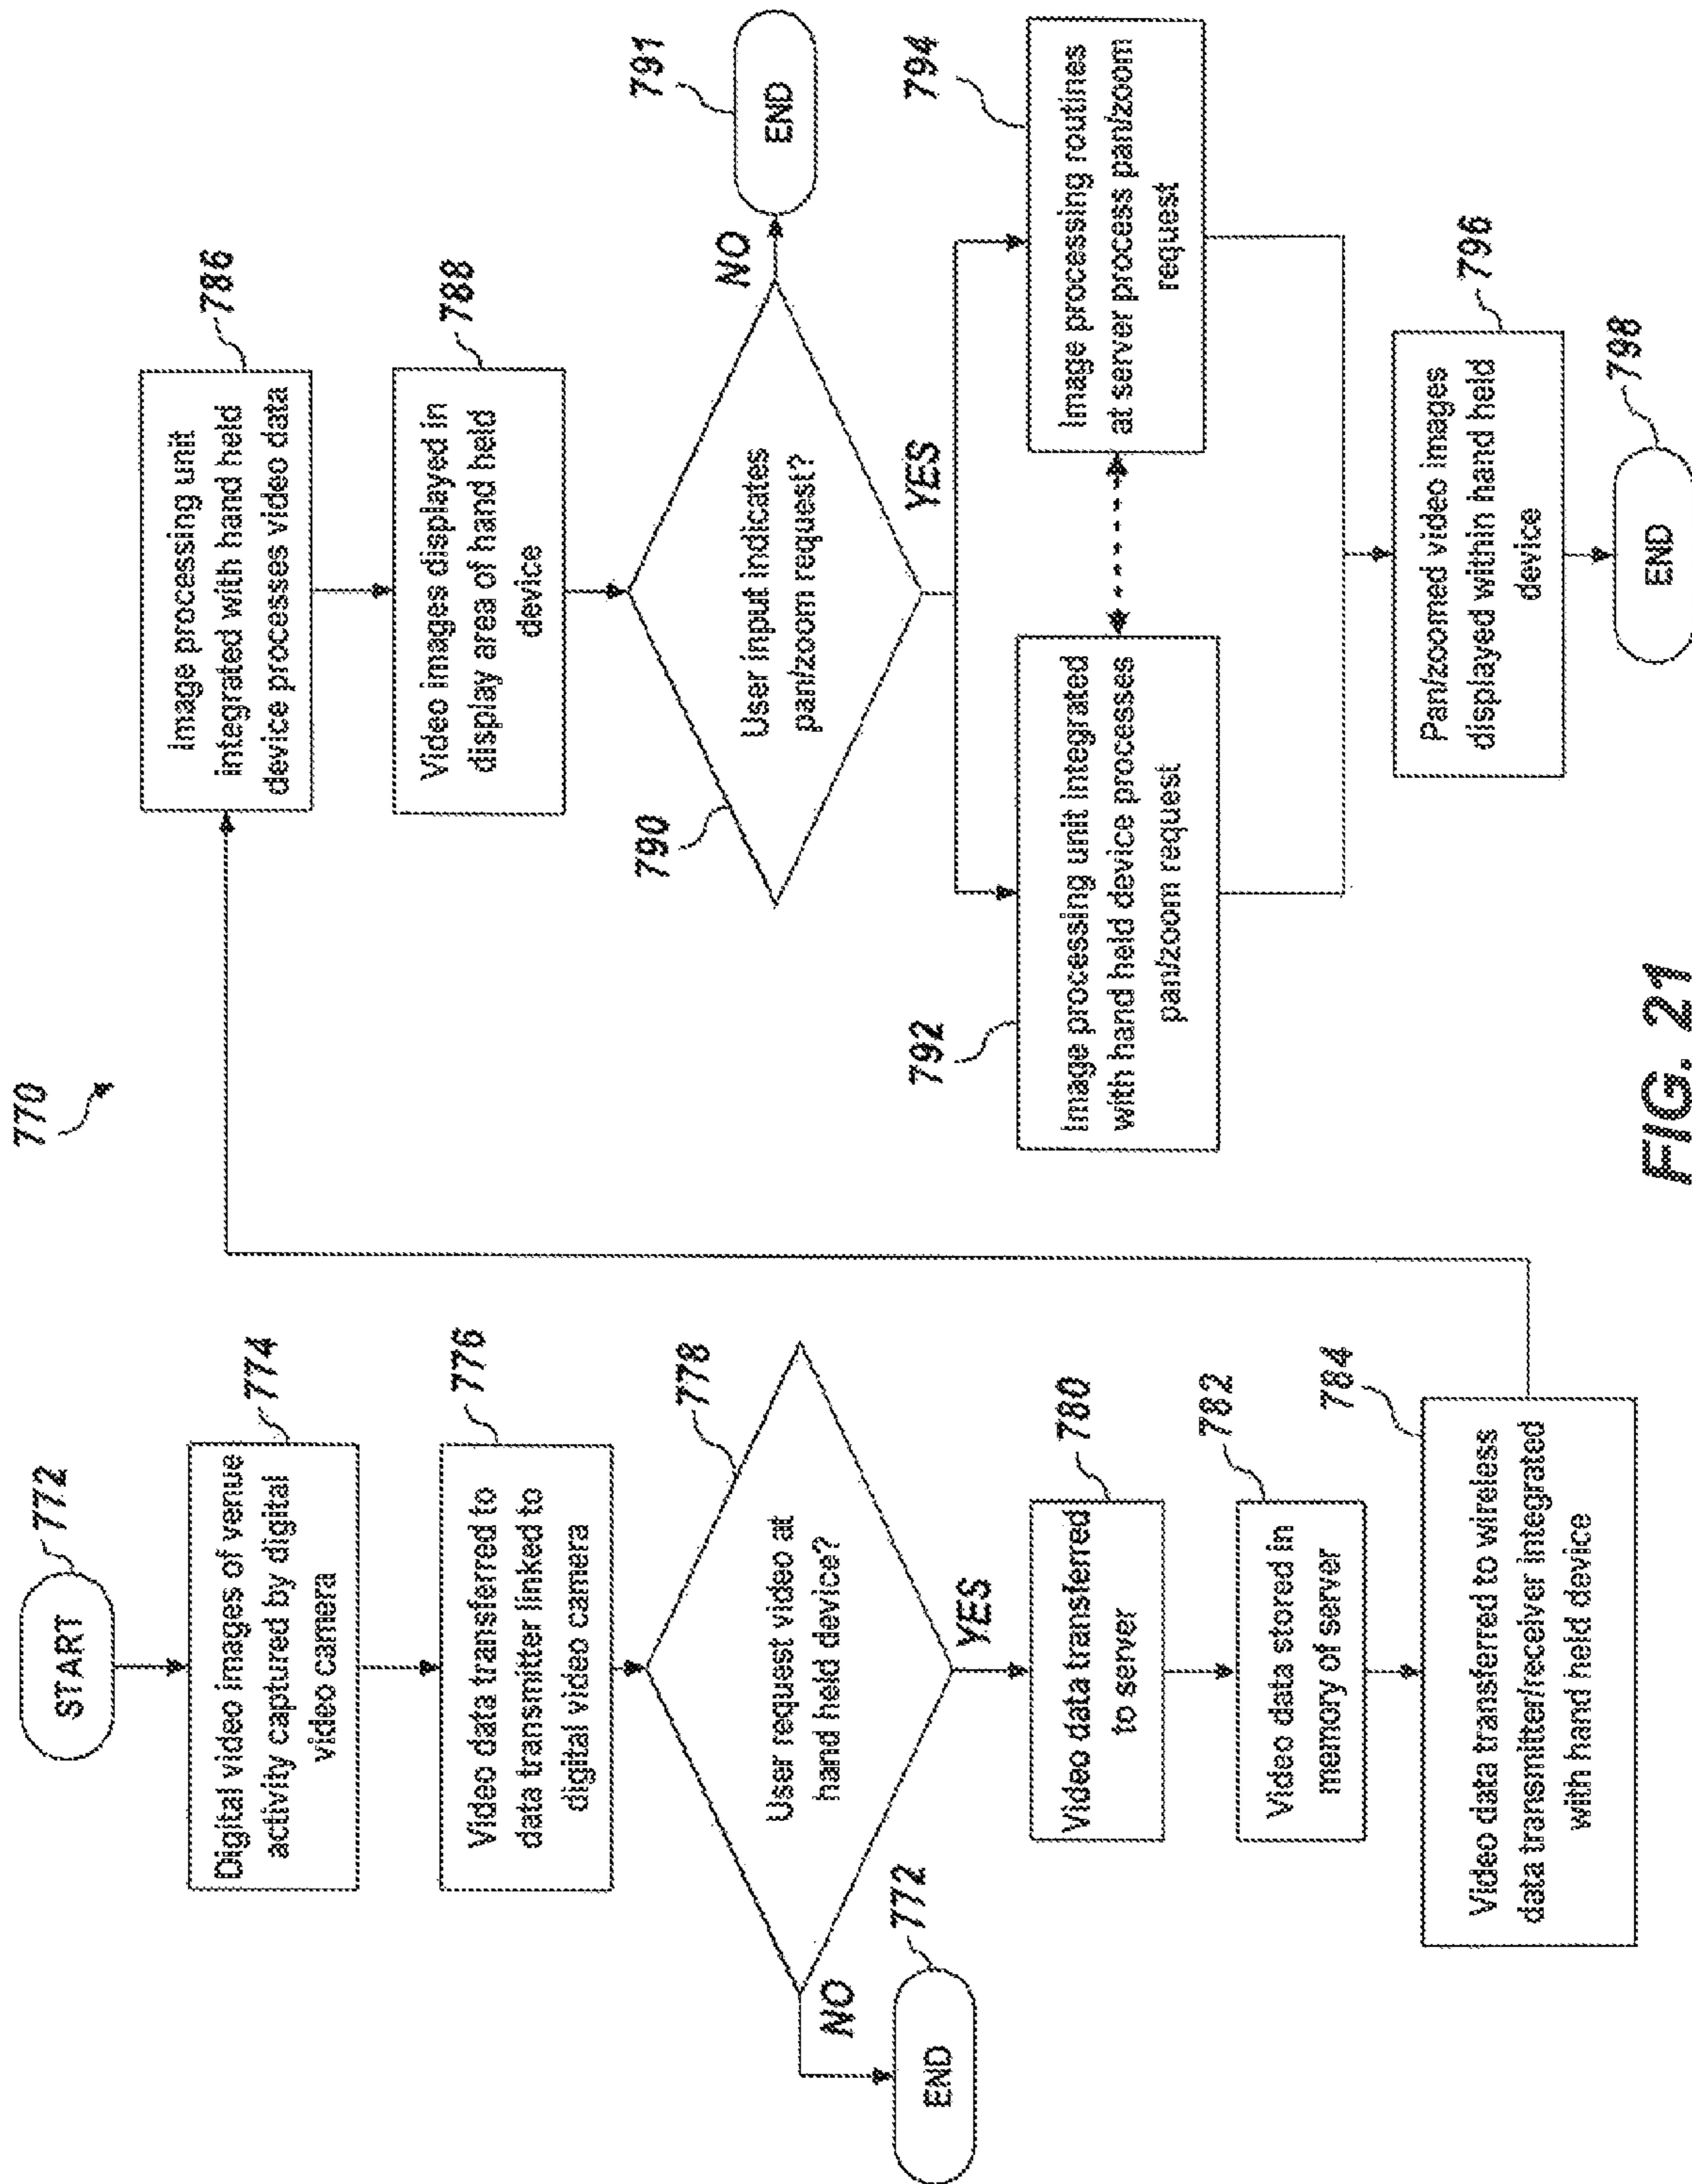 770
START
772
Digital video images of venue
activity captured by digital
video camera
774
Video data transferred to
data transmitter linked to
digital video camera
776
User request video at
hand held device?
778
NO
END
772
YES
Video data transferred
to server
780
Video data stored in
memory of server
782
Video data transferred to wireless
data transmitter/receiver integrated
with hand held device
784
Image processing unit
integrated with hand held
device processes video data
786
Video images displayed in
display area of hand held
device
788
User input indicates
pan/zoom request?
790
NO
END
791
YES
Image processing unit integrated
with hand held device processes
pan/zoom request
792
Image processing routines
at server process pan/zoom
request
794
Pan/zoomed video images
displayed within hand held
device
796
END
798
FIG. 21